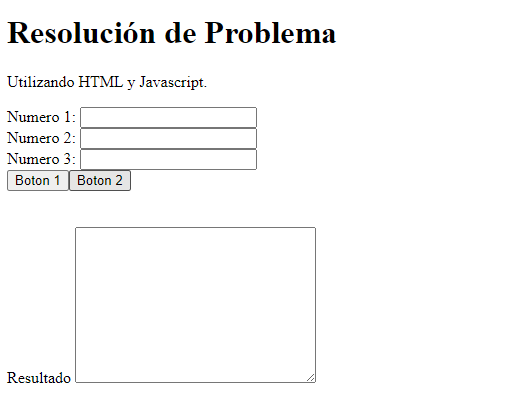 Resolución de Problema
Utilizando HTML y Javascript.
Numero 1:
Numero 2:
Numero 3:
Boton 1 Boton 2
Resultado